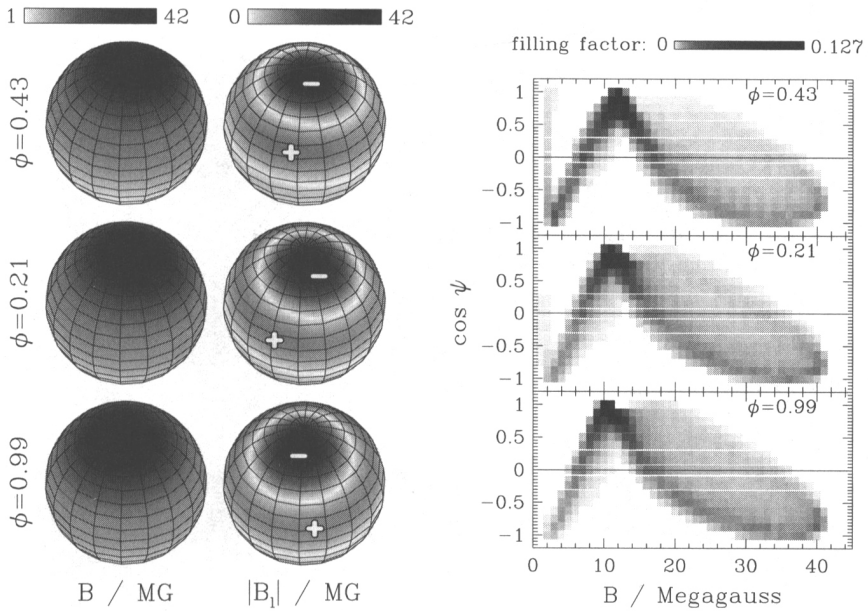 1 42
0 42
φ=0.43
−
+
φ=0.21
−
+
φ=0.99
−
+
B / MG
|B₁| / MG
filling factor: 0 0.127
φ=0.43
1
0.5
0
−0.5
−1
φ=0.21
1
0.5
0
−0.5
−1
φ=0.99
1
0.5
0
−0.5
−1
cos ψ
0 10 20 30 40
B / Megagauss